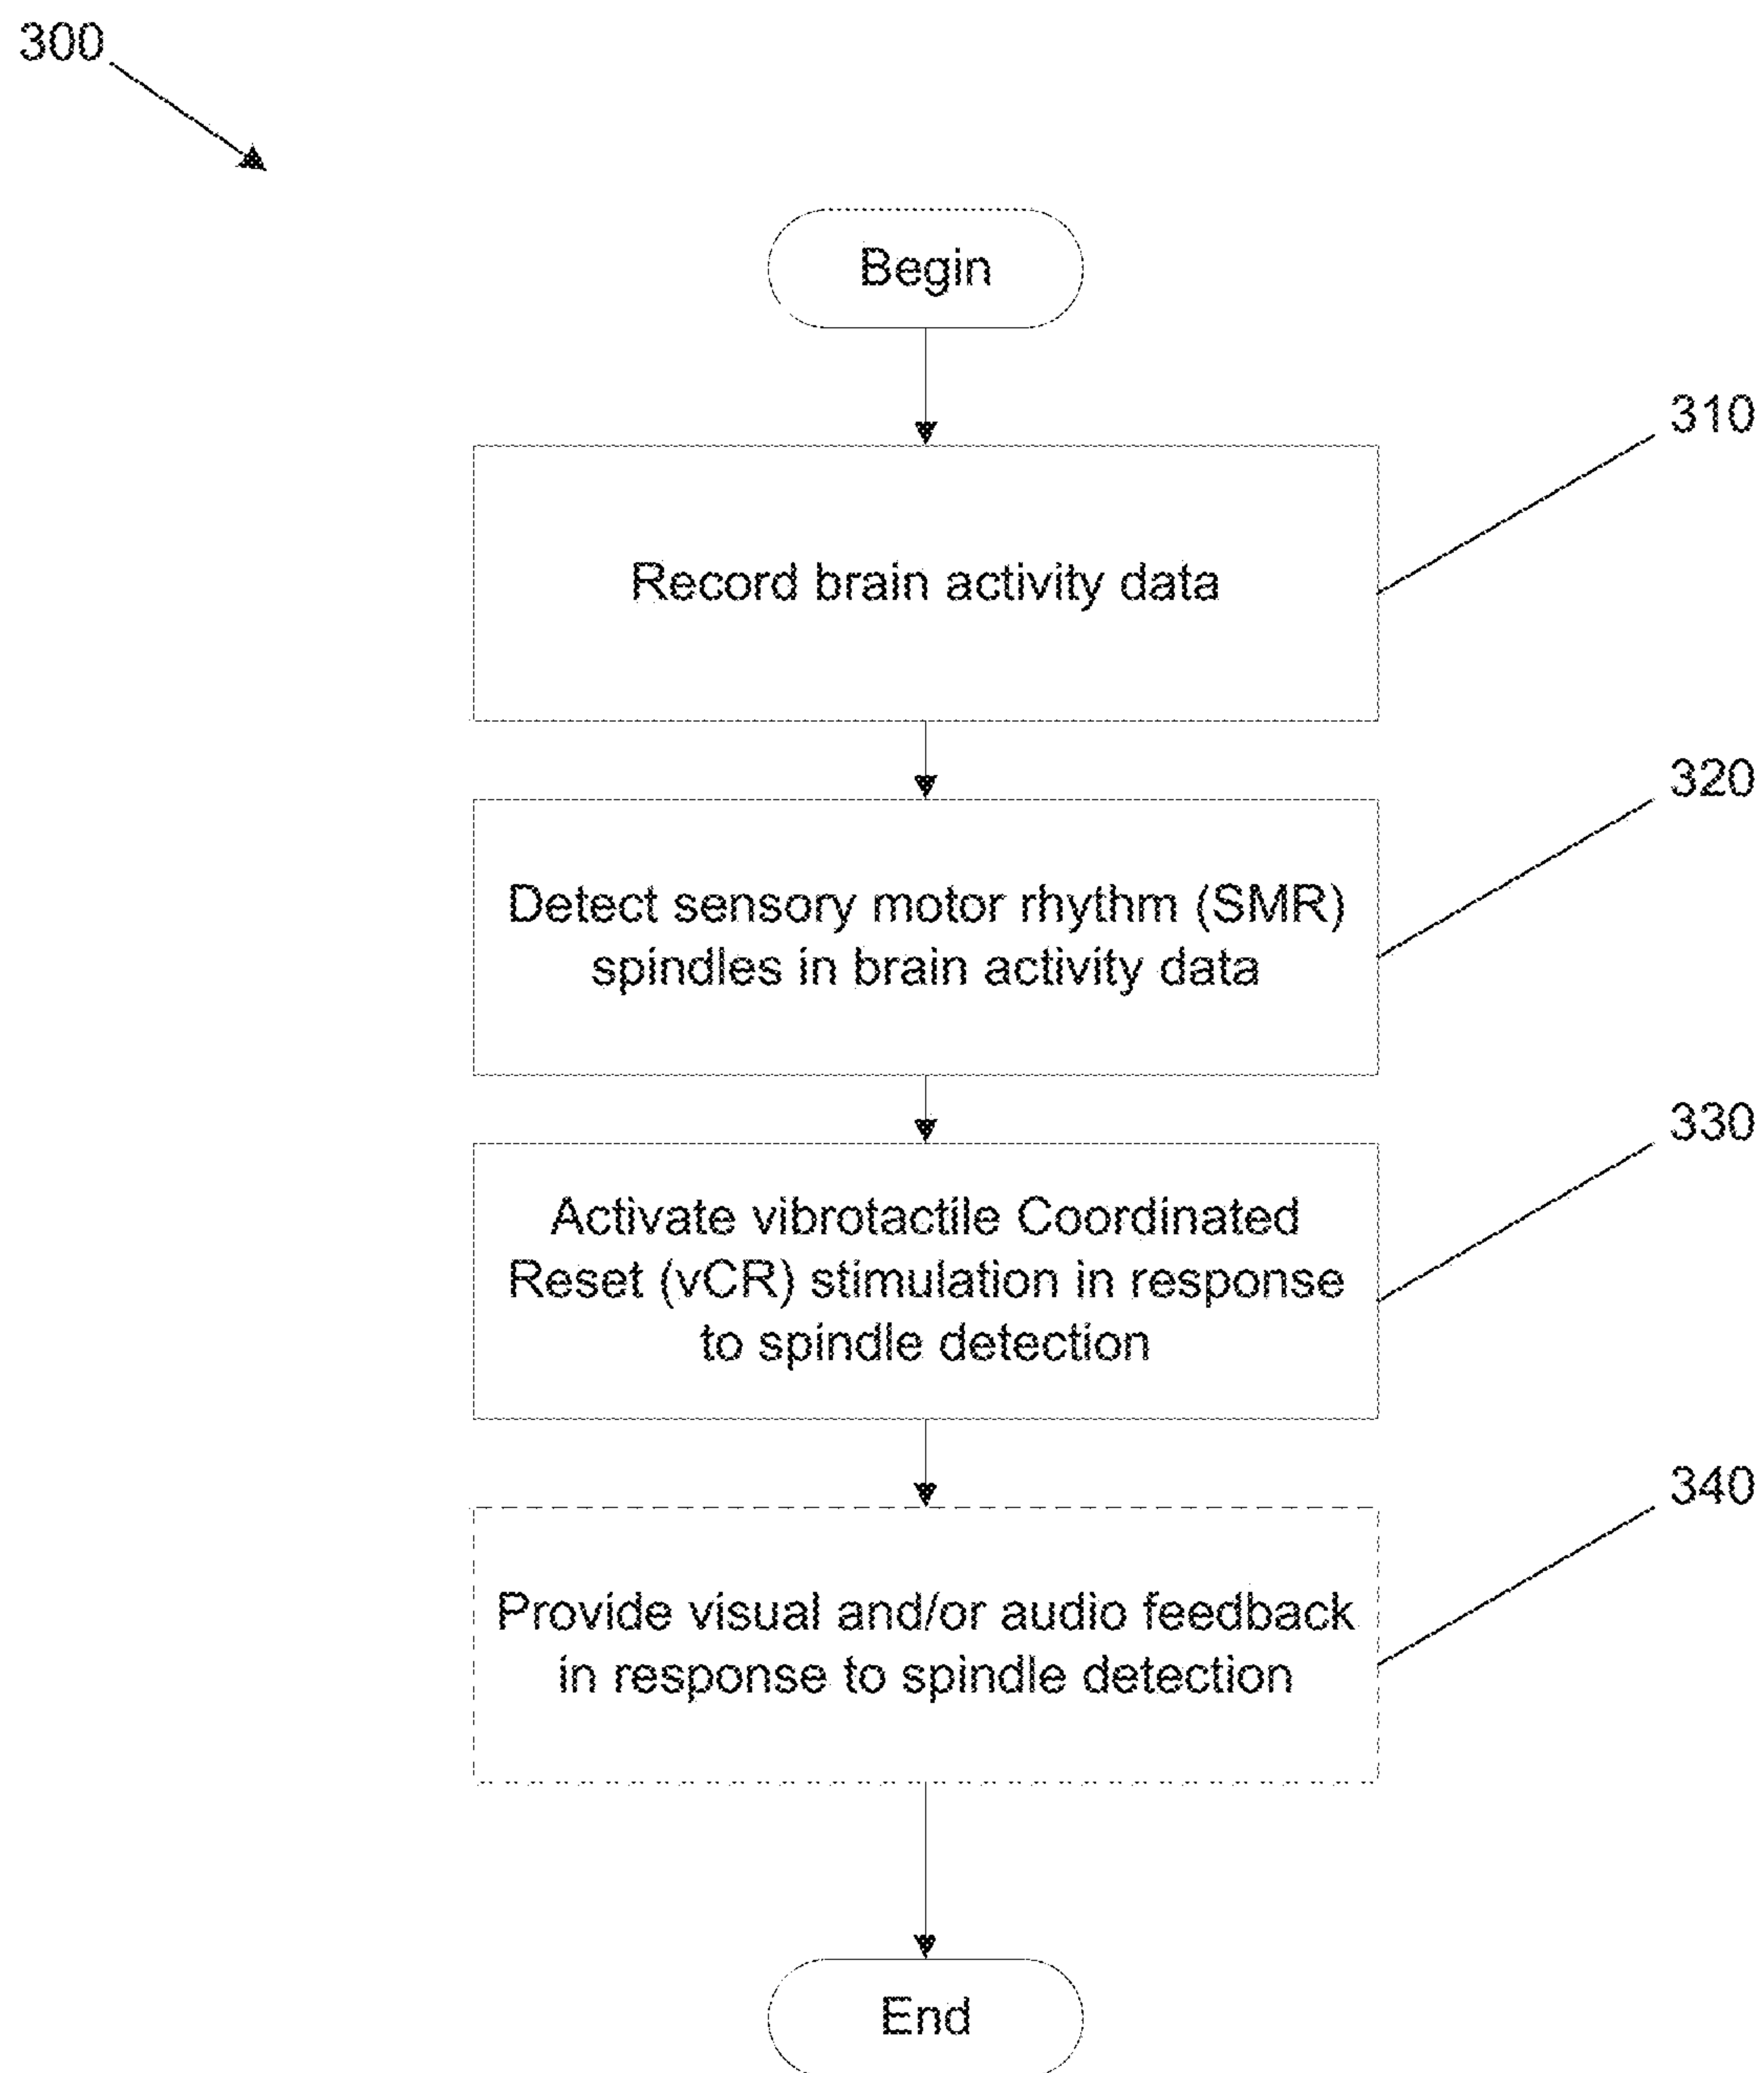 300
Begin
310
Record brain activity data
320
Detect sensory motor rhythm (SMR)
spindles in brain activity data
330
Activate vibrotactile Coordinated
Reset (vCR) stimulation in response
to spindle detection
340
Provide visual and/or audio feedback
in response to spindle detection
End